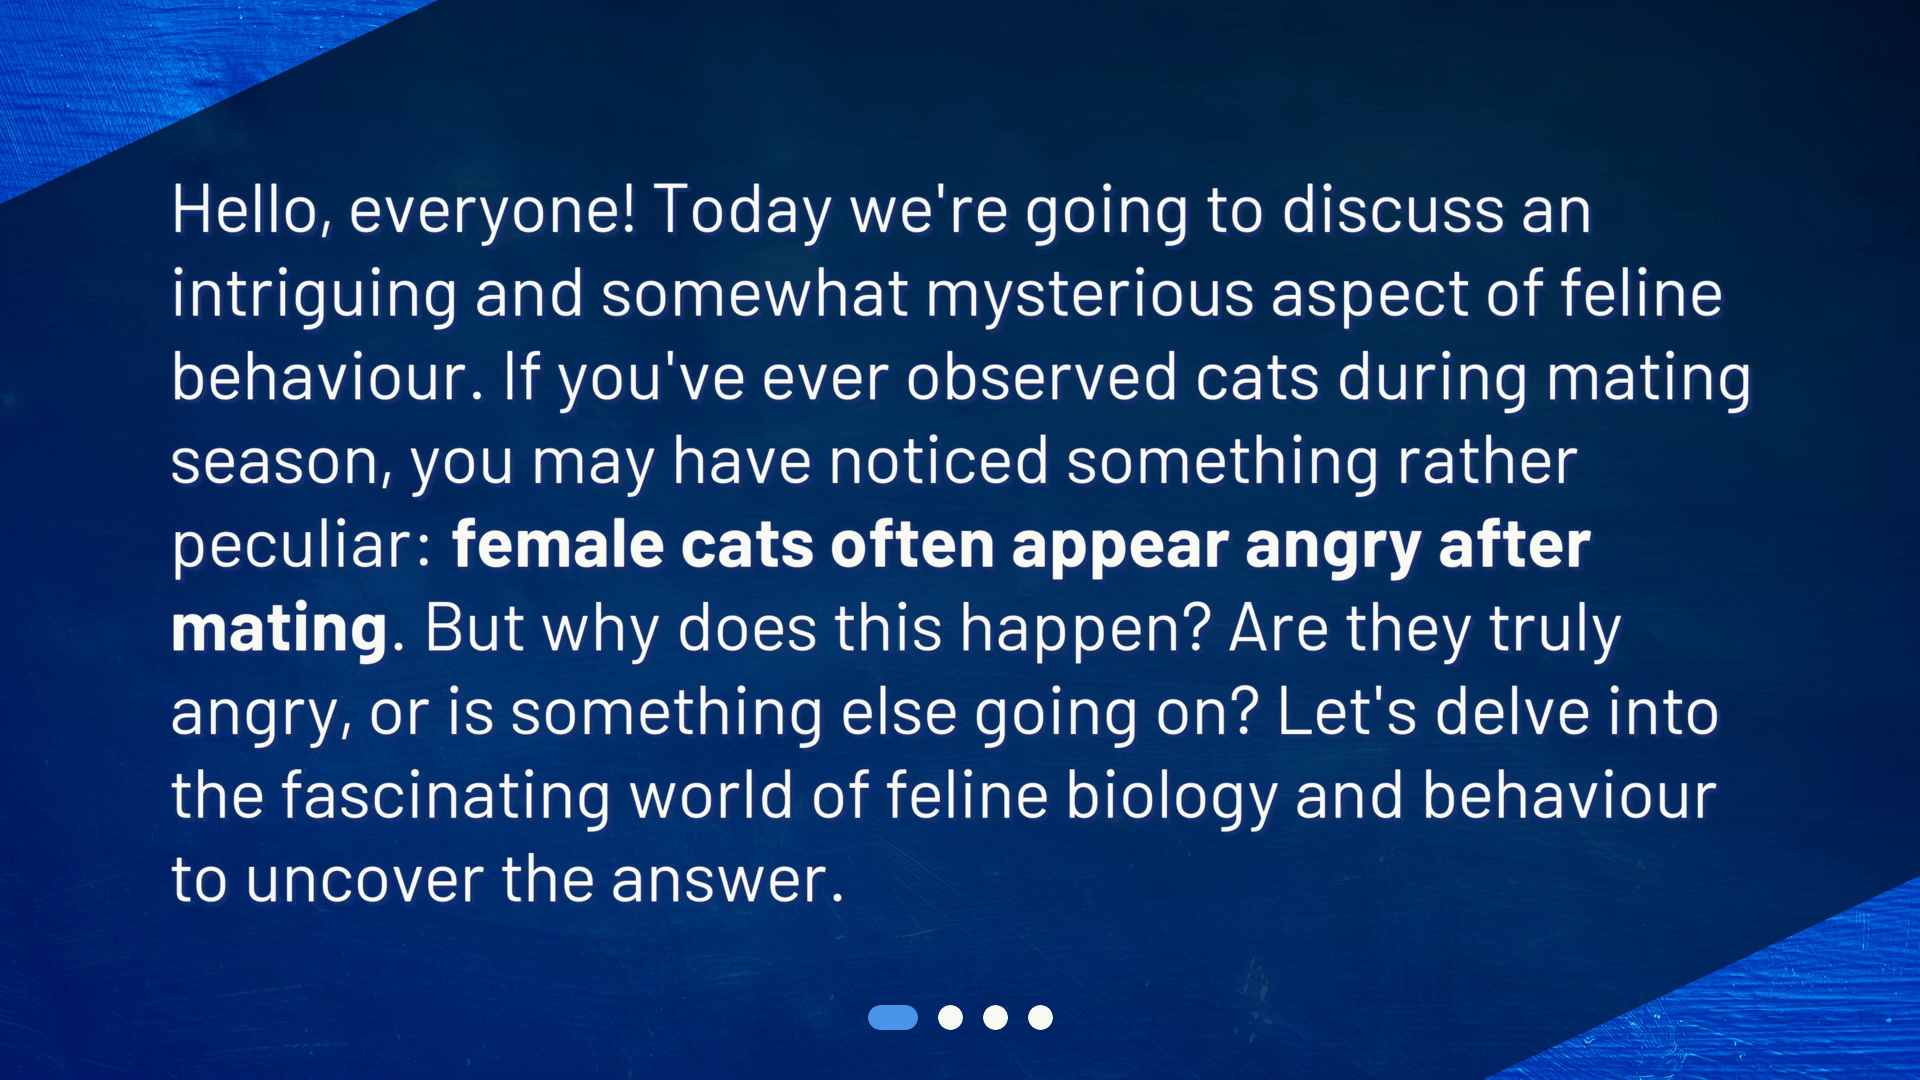 Hello, everyone! Today we're going to discuss an
intriguing and somewhat mysterious aspect of feline
behaviour. If you've ever observed cats during mating
season, you may have noticed something rather
peculiar: female cats often appear angry after
mating. But why does this happen? Are they truly
angry, or is something else going on? Let's delve into
the fascinating world of feline biology and behaviour
to uncover the answer.